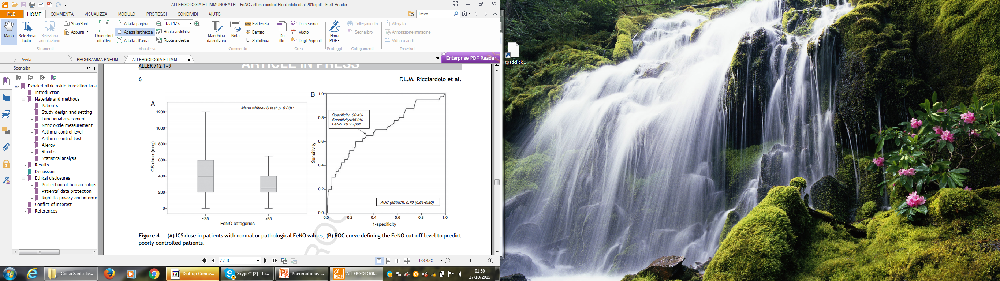 ALLERGOLOGIA ET IMMUNOPATH__FeNO asthma control Ricciardolo et al 2015.pdf - Foxit Reader
FILE HOME COMMENTA VISUALIZZA MODULO PROTEGGI CONDIVIDI AIUTO Trova
Mano
Seleziona testo
Seleziona annotazione
SnapShot
Appunti
Strumenti
Dimensioni effettive
Adatta pagina
Adatta larghezza
Adatta all'area
133.42%
Ruota a sinistra
Ruota a destra
Visualizza
Macchina da scrivere
Nota
Evidenzia
Barrato
Sottolinea
Commento
Da file
Da scanner
Vuoto
Dagli Appunti
Crea
Firma PDF
Proteggi
Collegamento
Segnalibro
Collegamenti
Allegato
Annotazione immagine
Video e audio
Inserisci
Avvia
PROGRAMMA PNEUM...
ALLERGOLOGIA ET IMM...
Enterprise PDF Reader
Segnalibri
Exhaled nitric oxide in relation to a
Introduction
Materials and methods
Patients
Study design and setting
Functional assessment
Nitric oxide measurement
Asthma control level
Asthma control test
Allergy
Rhinitis
Statistical analysis
Results
Discussion
Ethical disclosures
Protection of human subjec
Patients' data protection
Right to privacy and informe
Conflict of interest
References
ALLER 712 1–9
ARTICLE IN PRESS
6
F.L.M. Ricciardolo et al.
A
Mann whitney U test: p=0.031*
ICS dose (mcg)
1200
1000
800
600
400
200
0
≤25 >25
FeNO categories
B
Specificity=66.4%
Sensitivity=65.0%
FeNo=29.95 ppb
Sensitivity
1.0
0.8
0.6
0.4
0.2
0.0
AUC (95%CI): 0.70 (0.61-0.80)
0.0 0.2 0.4 0.6 0.8 1.0
1-specificity
Figure 4 (A) ICS dose in patients with normal or pathological FeNO values; (B) ROC curve defining the FeNO cut-off level to predict
poorly controlled patients.
7 / 10
133.42%
Corso Santa Te...
Dial-up Conne...
Skype™ [2] - fa...
Pneumofocus_...
ALLERGOLOGI...
01:50
17/10/2015
tpadclick...